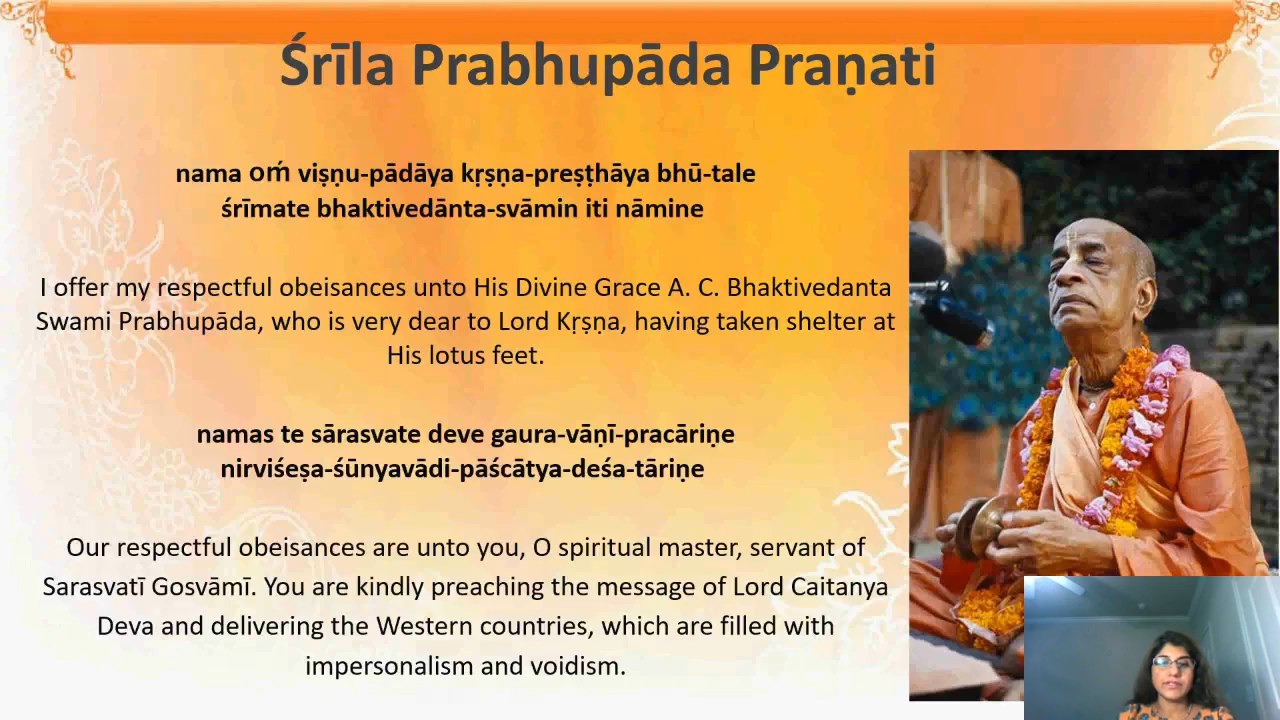 Śrīla Prabhupāda Praṇati
nama oḿ viṣṇu-pādāya kṛṣṇa-preṣṭhāya bhū-tale
śrīmate bhaktivedānta-svāmin iti nāmine
I offer my respectful obeisances unto His Divine Grace A. C. Bhaktivedanta
Swami Prabhupāda, who is very dear to Lord Kṛṣṇa, having taken shelter at
His lotus feet.
namas te sārasvate deve gaura-vāṇī-pracāriṇe
nirviśeṣa-śūnyavādi-pāścātya-deśa-tāriṇe
Our respectful obeisances are unto you, O spiritual master, servant of
Sarasvatī Gosvāmī. You are kindly preaching the message of Lord Caitanya
Deva and delivering the Western countries, which are filled with
impersonalism and voidism.